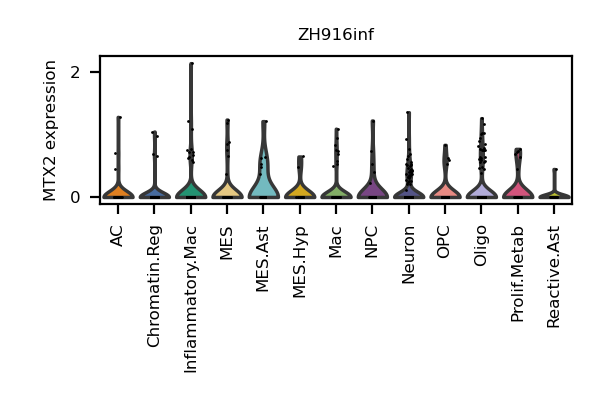 ZH916inf
MTX2 expression
2
0
AC
Chromatin.Reg
Inflammatory.Mac
MES
MES.Ast
MES.Hyp
Mac
NPC
Neuron
OPC
Oligo
Prolif.Metab
Reactive.Ast